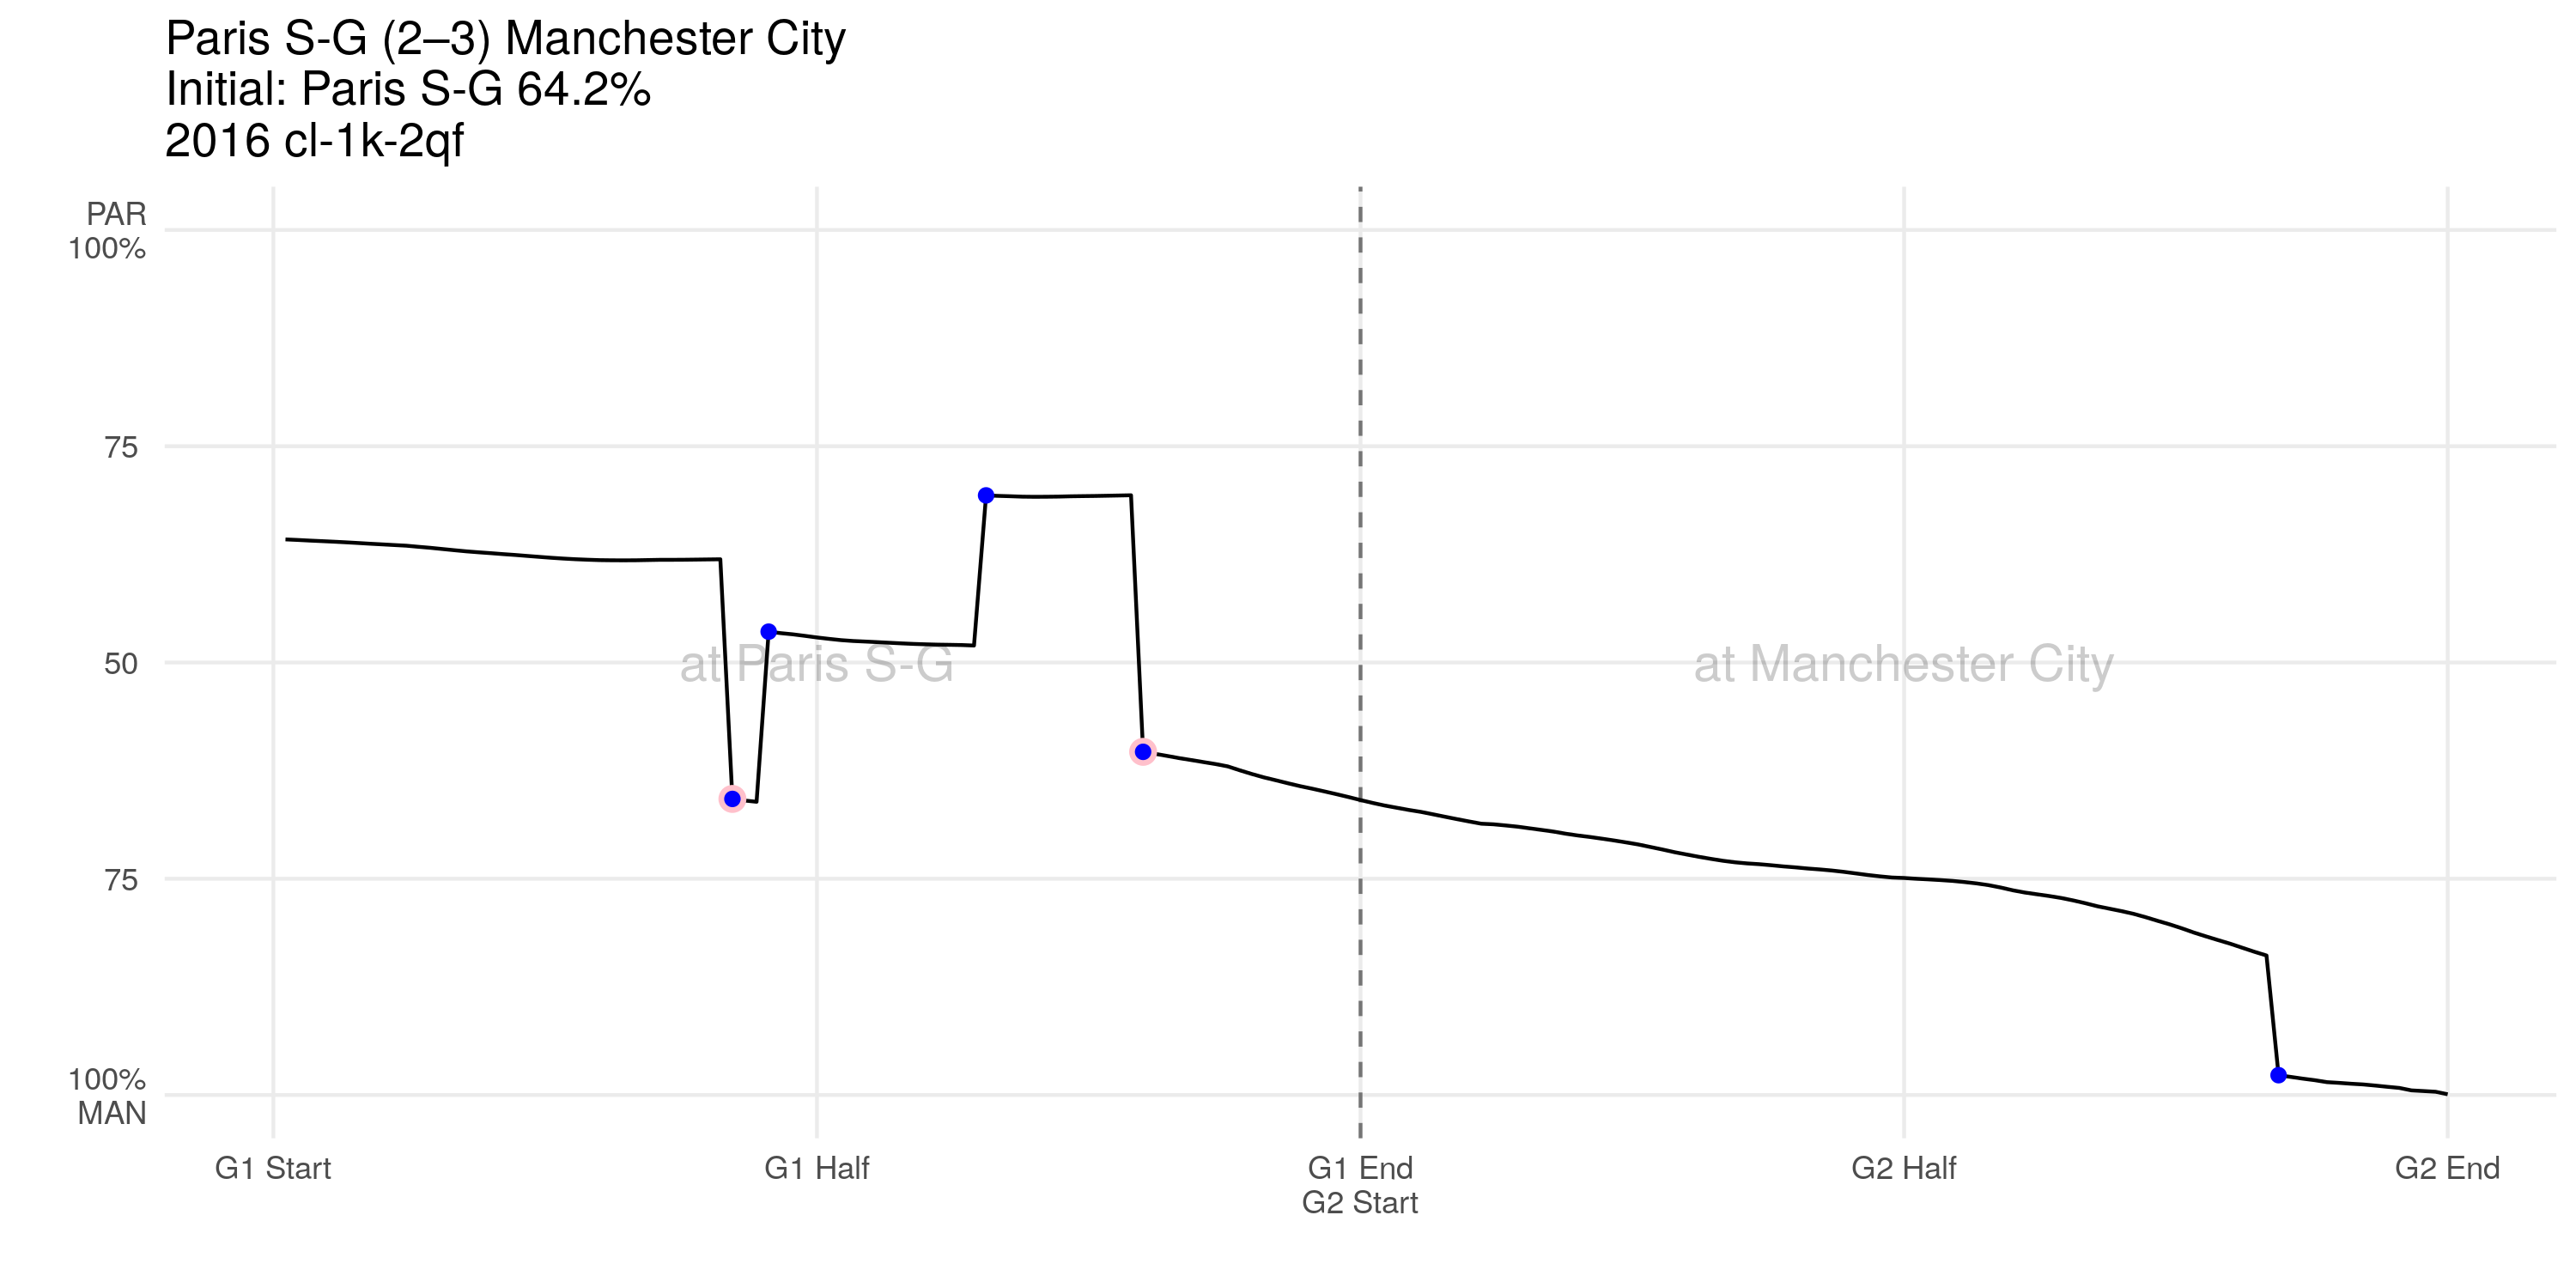 Paris S-G (2–3) Manchester City
Initial: Paris S-G 64.2%
2016 cl-1k-2qf
PAR
100%
75
50
75
100%
MAN
at Paris S-G
at Manchester City
G1 Start
G1 Half
G1 End
G2 Start
G2 Half
G2 End